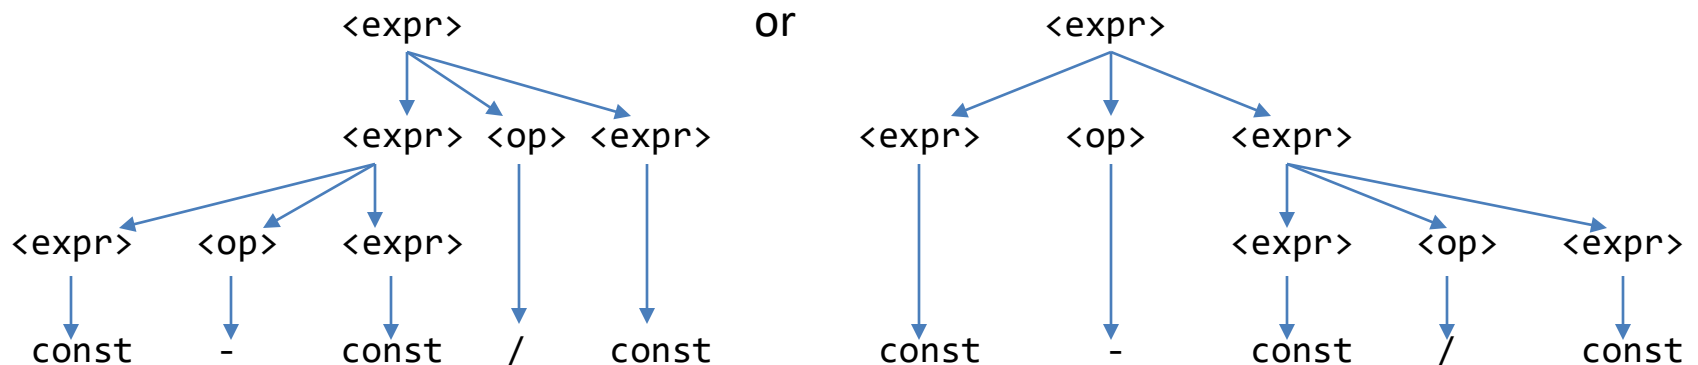 <expr> or <expr>
<expr> <op> <expr> <expr> <op> <expr>
<expr> <op> <expr> <expr> <op> <expr>
const - const / const const - const / const